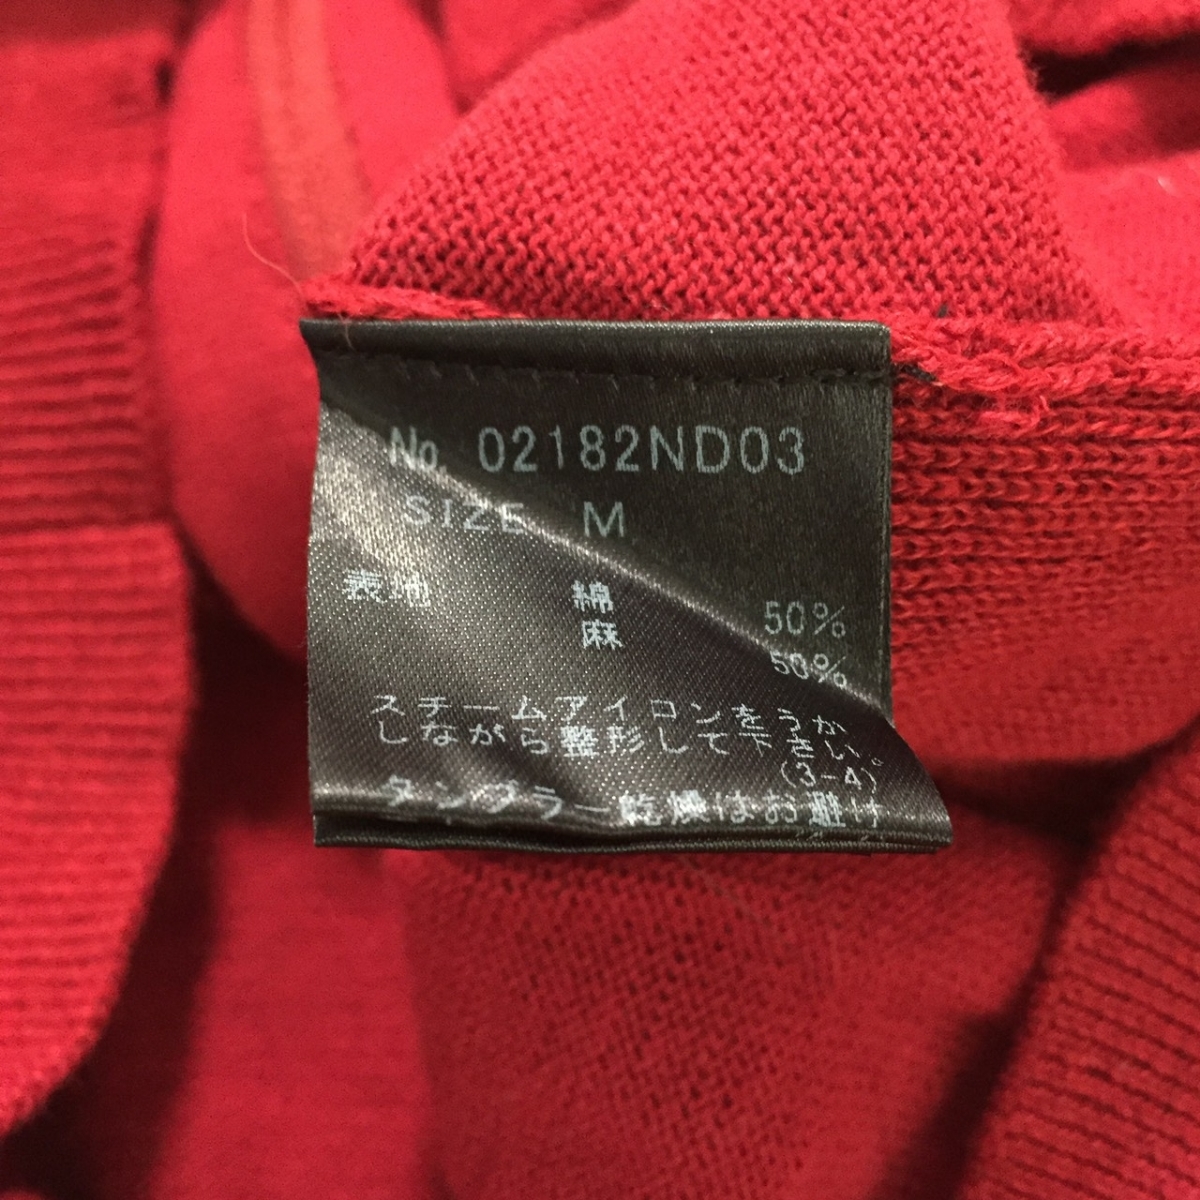 No. 02182ND03
SIZE M
表地 綿 50%
麻 50%
スチームアイロンをうか
しながら整形して下さい。
(3-4)
タンブラー乾燥はお避け